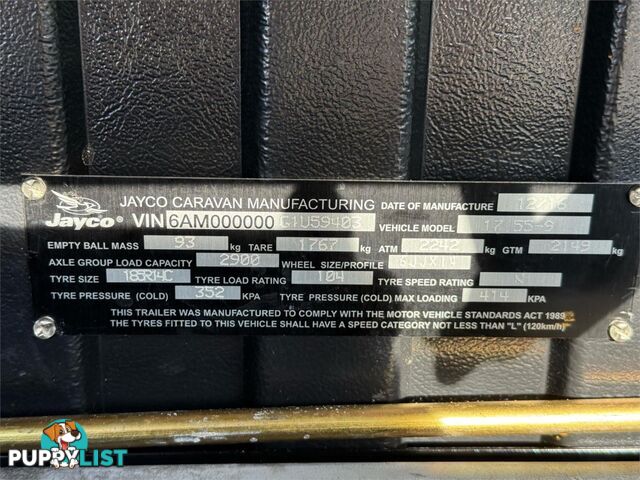 Jayco®
JAYCO CARAVAN MANUFACTURING DATE OF MANUFACTURE 12/16
VIN 6AM000000G1U59403 VEHICLE MODEL 17.55-9
EMPTY BALL MASS 93 kg TARE 1767 kg ATM 2242 kg GTM 2149 kg
AXLE GROUP LOAD CAPACITY 2900 WHEEL SIZE/PROFILE 6JJX14
TYRE SIZE 185R14C TYRE LOAD RATING 104 TYRE SPEED RATING N
TYRE PRESSURE (COLD) 352 KPA TYRE PRESSURE (COLD) MAX LOADING 414 KPA
THIS TRAILER WAS MANUFACTURED TO COMPLY WITH THE MOTOR VEHICLE STANDARDS ACT 1989
THE TYRES FITTED TO THIS VEHICLE SHALL HAVE A SPEED CATEGORY NOT LESS THAN "L" (120km/h)
PUPPYLIST